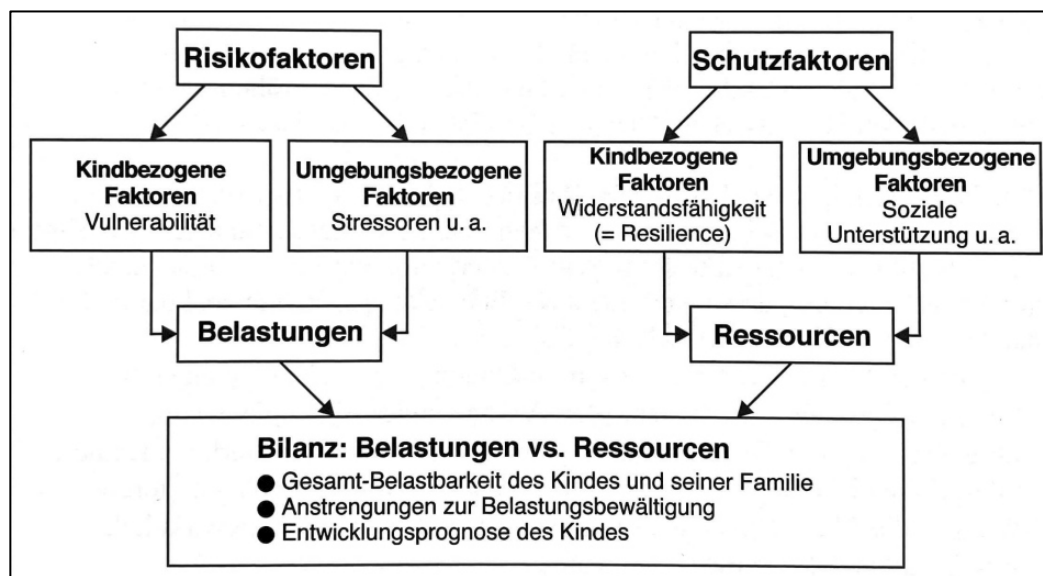 Risikofaktoren
Schutzfaktoren
Kindbezogene
Faktoren
Vulnerabilität
Umgebungsbezogene
Faktoren
Stressoren u. a.
Kindbezogene
Faktoren
Widerstandsfähigkeit
(= Resilience)
Umgebungsbezogene
Faktoren
Soziale
Unterstützung u. a.
Belastungen
Ressourcen
Bilanz: Belastungen vs. Ressourcen
● Gesamt-Belastbarkeit des Kindes und seiner Familie
● Anstrengungen zur Belastungsbewältigung
● Entwicklungsprognose des Kindes